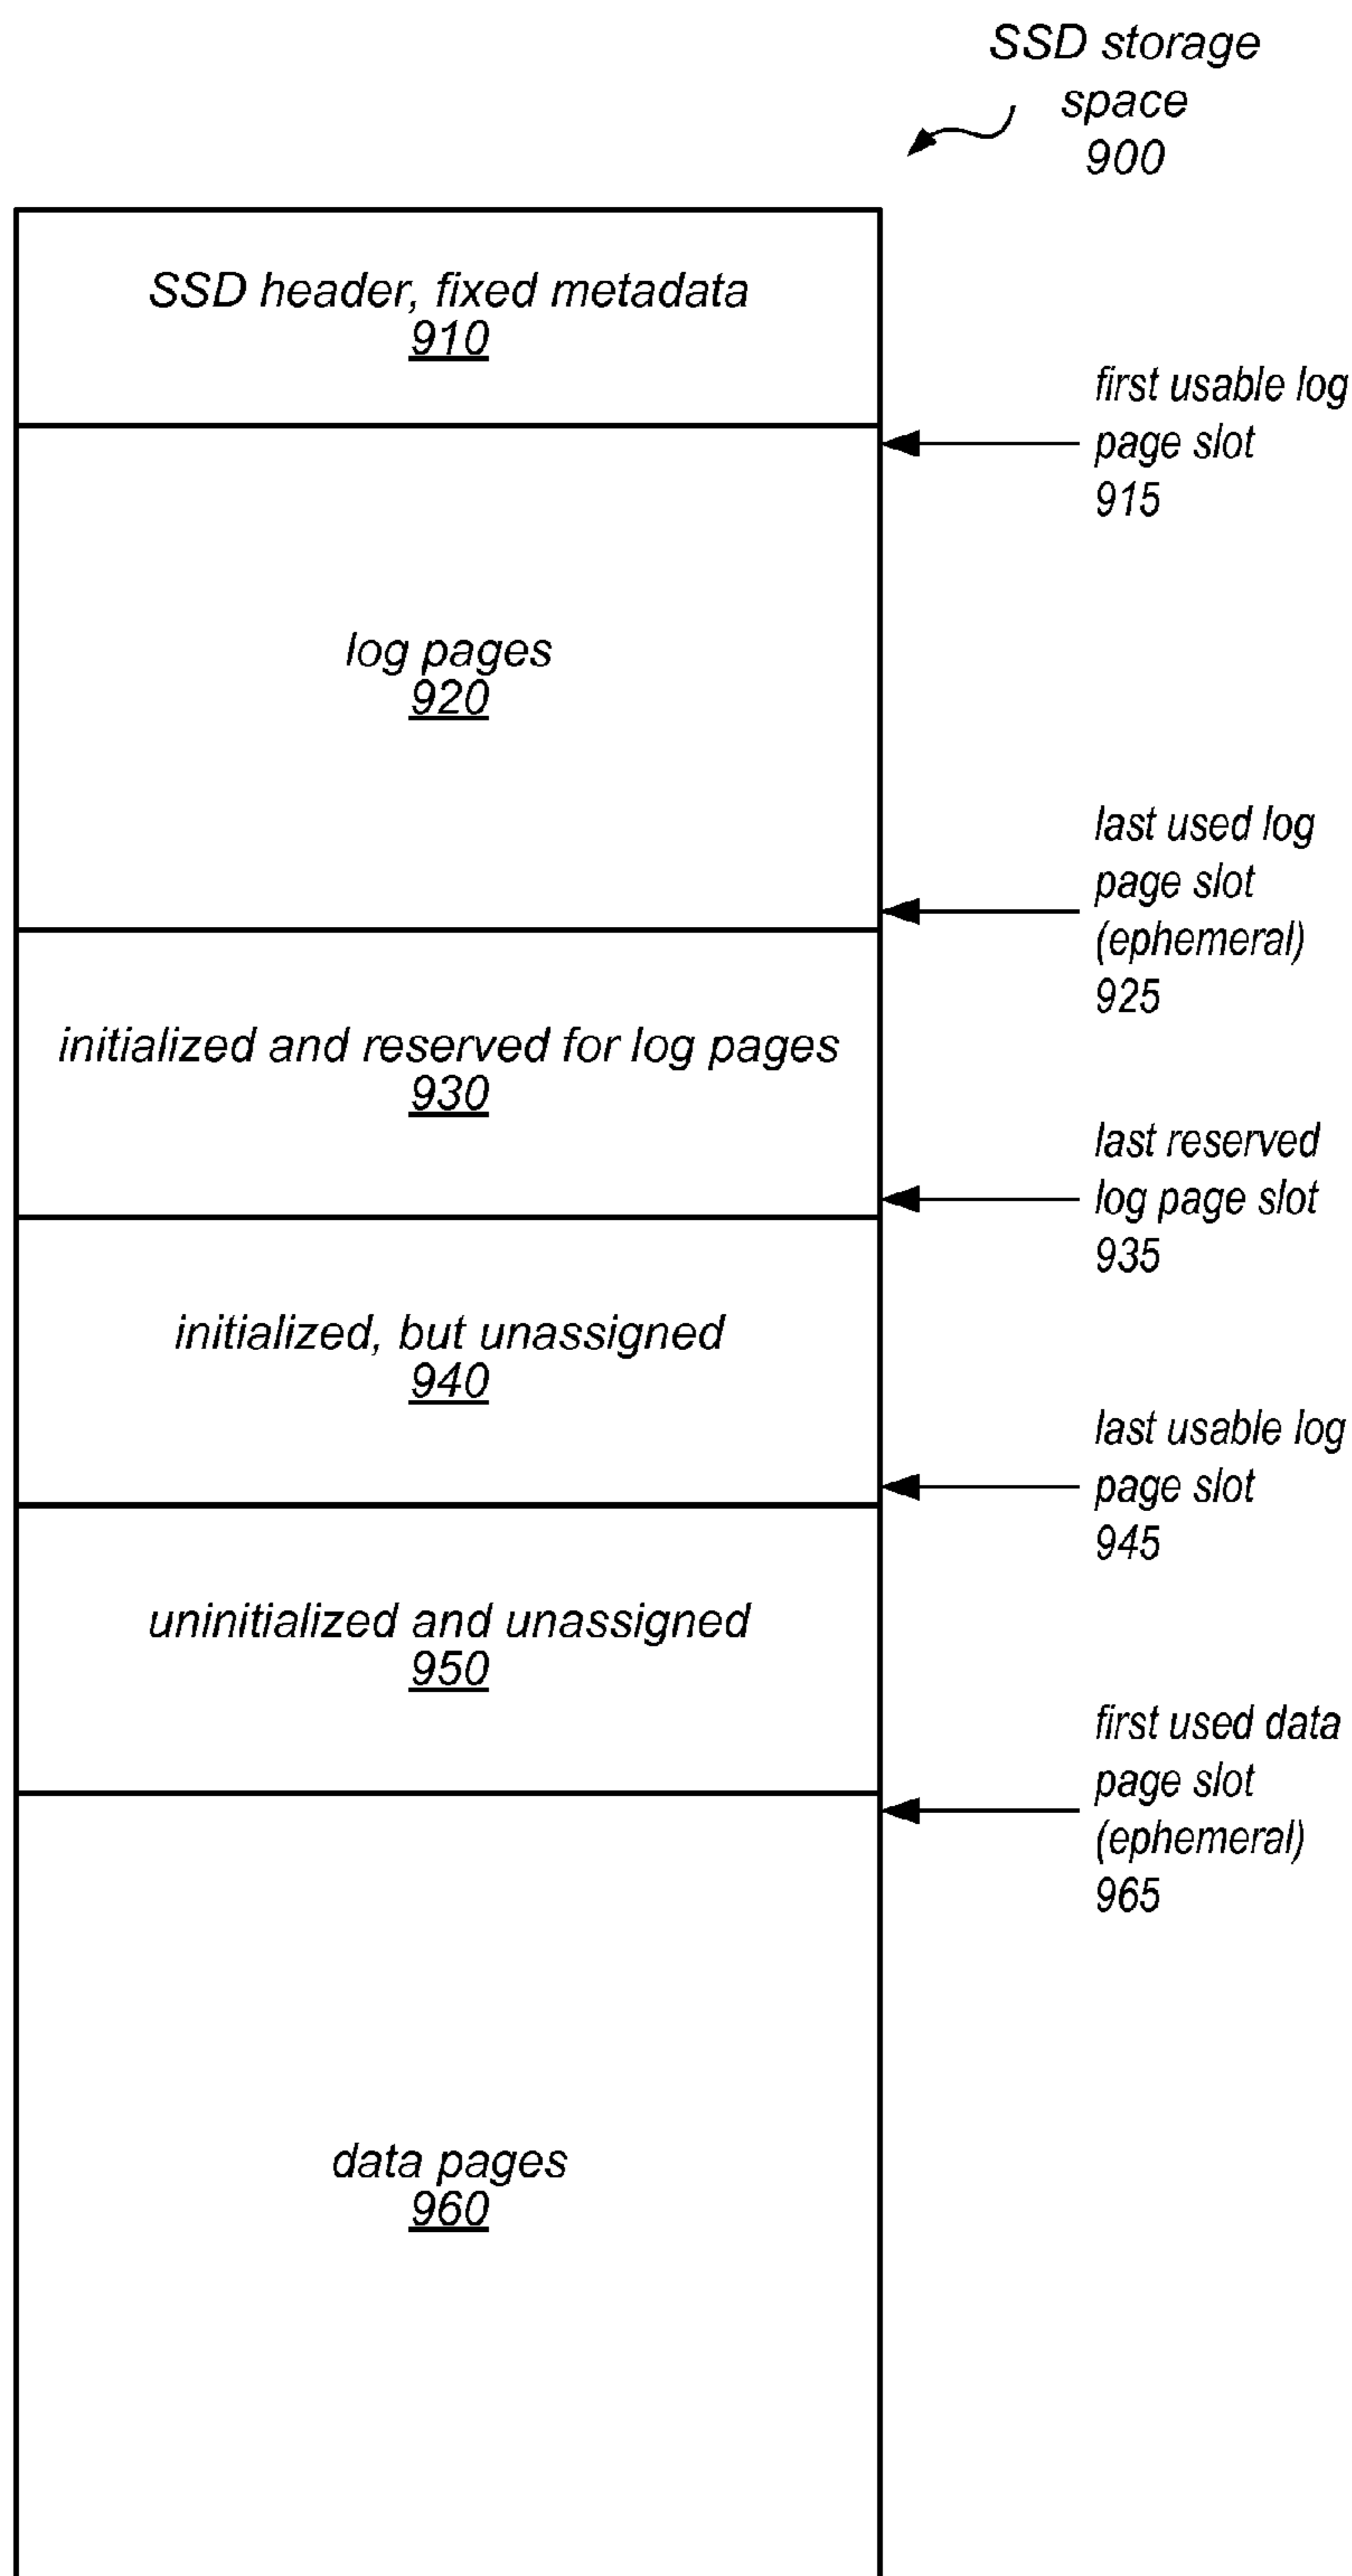 SSD storage
space
900
SSD header, fixed metadata
910
first usable log
page slot
915
log pages
920
last used log
page slot
(ephemeral)
925
initialized and reserved for log pages
930
last reserved
log page slot
935
initialized, but unassigned
940
last usable log
page slot
945
uninitialized and unassigned
950
first used data
page slot
(ephemeral)
965
data pages
960